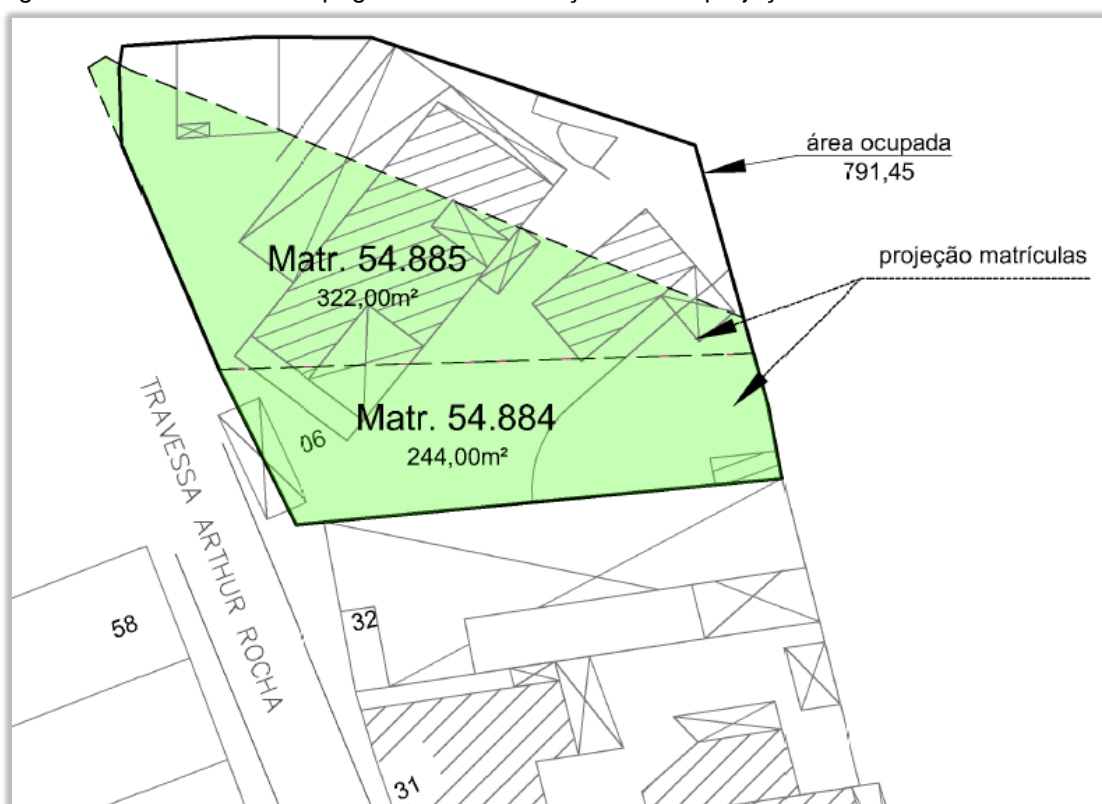 área ocupada
791,45
projeção matrículas
Matr. 54.885
322,00m²
Matr. 54.884
244,00m²
06
TRAVESSA ARTHUR ROCHA
58
32
31